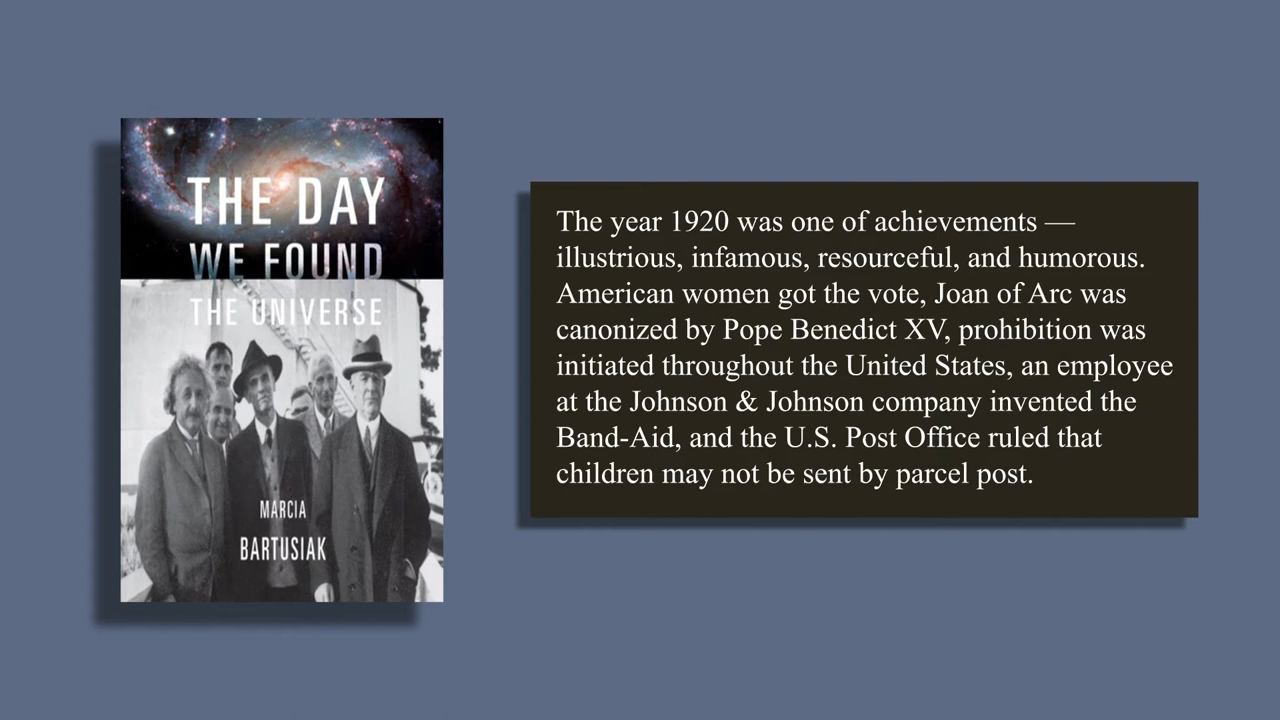 THE DAY
WE FOUND
THE UNIVERSE
MARCIA
BARTUSIAK
The year 1920 was one of achievements —
illustrious, infamous, resourceful, and humorous.
American women got the vote, Joan of Arc was
canonized by Pope Benedict XV, prohibition was
initiated throughout the United States, an employee
at the Johnson & Johnson company invented the
Band-Aid, and the U.S. Post Office ruled that
children may not be sent by parcel post.